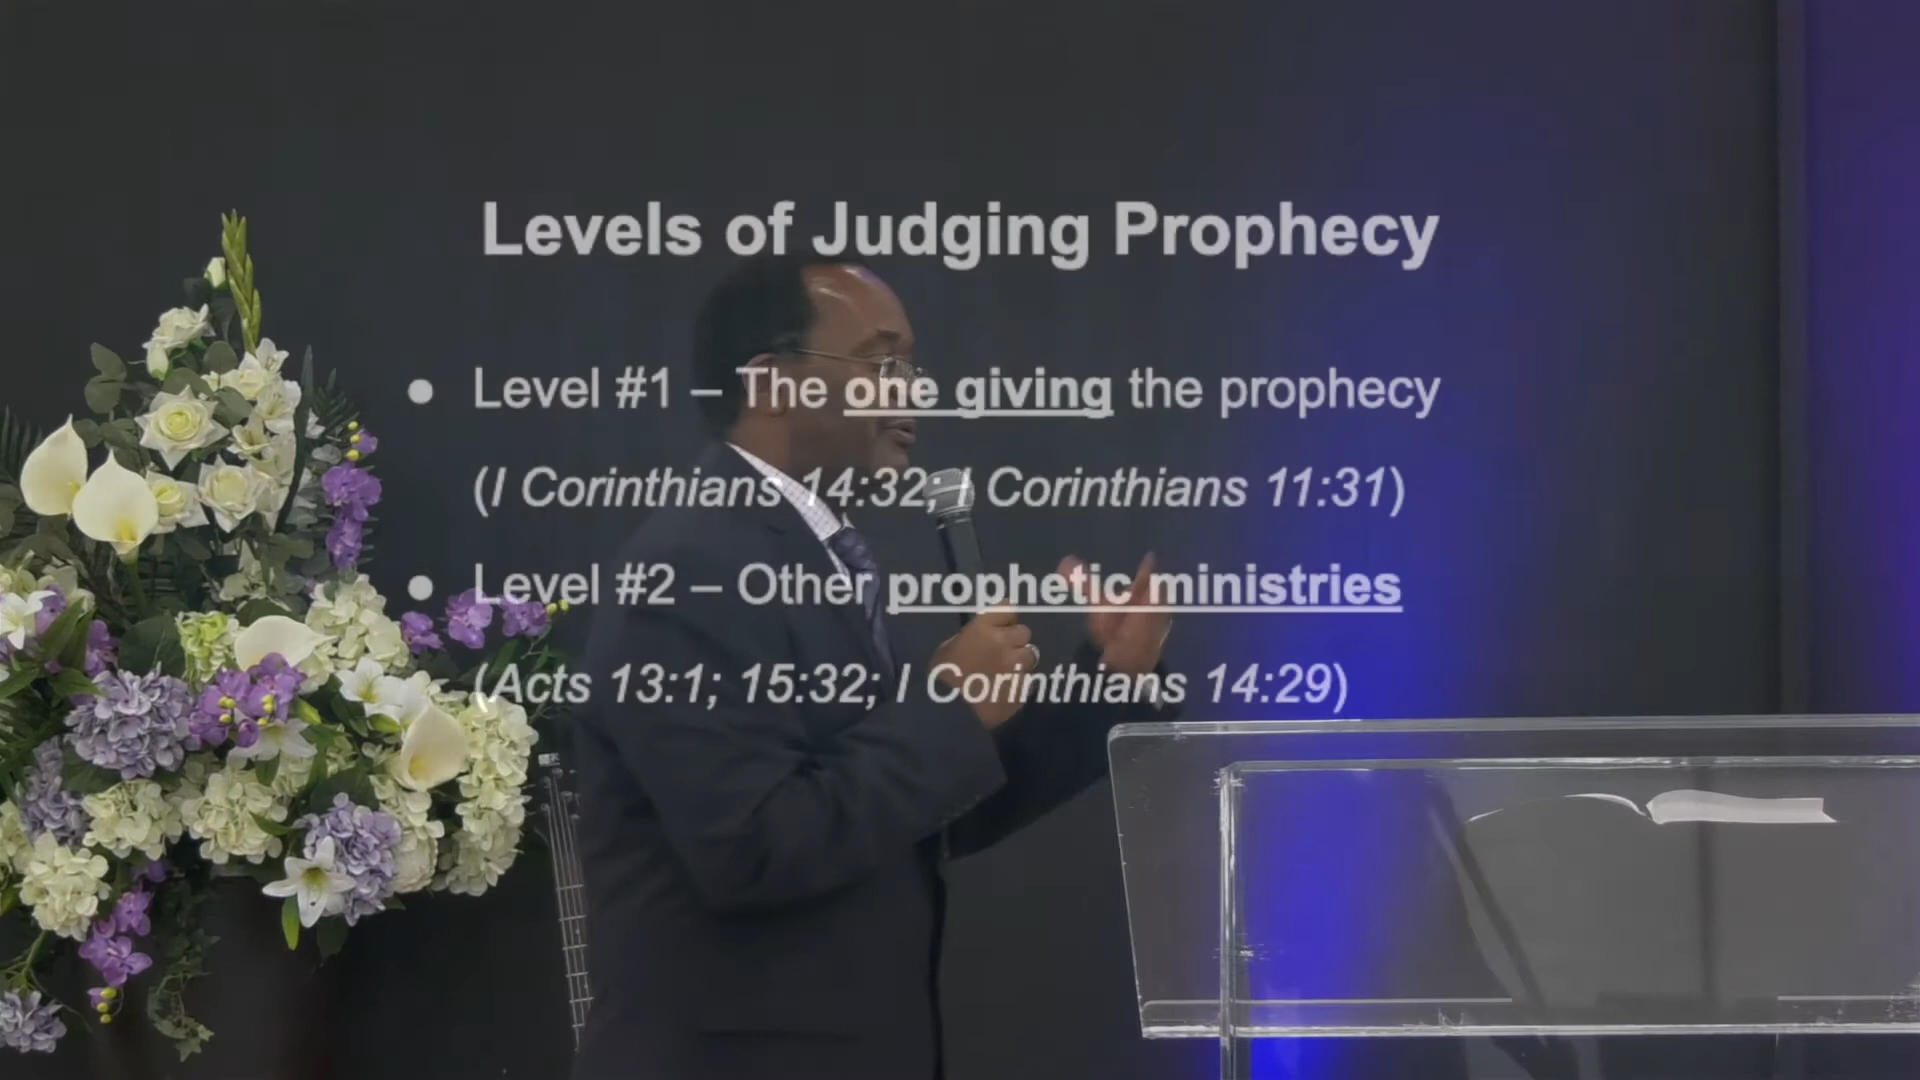 Levels of Judging Prophecy
● Level #1 – The one giving the prophecy
(I Corinthians 14:32; I Corinthians 11:31)
● Level #2 – Other prophetic ministries
(Acts 13:1; 15:32; I Corinthians 14:29)